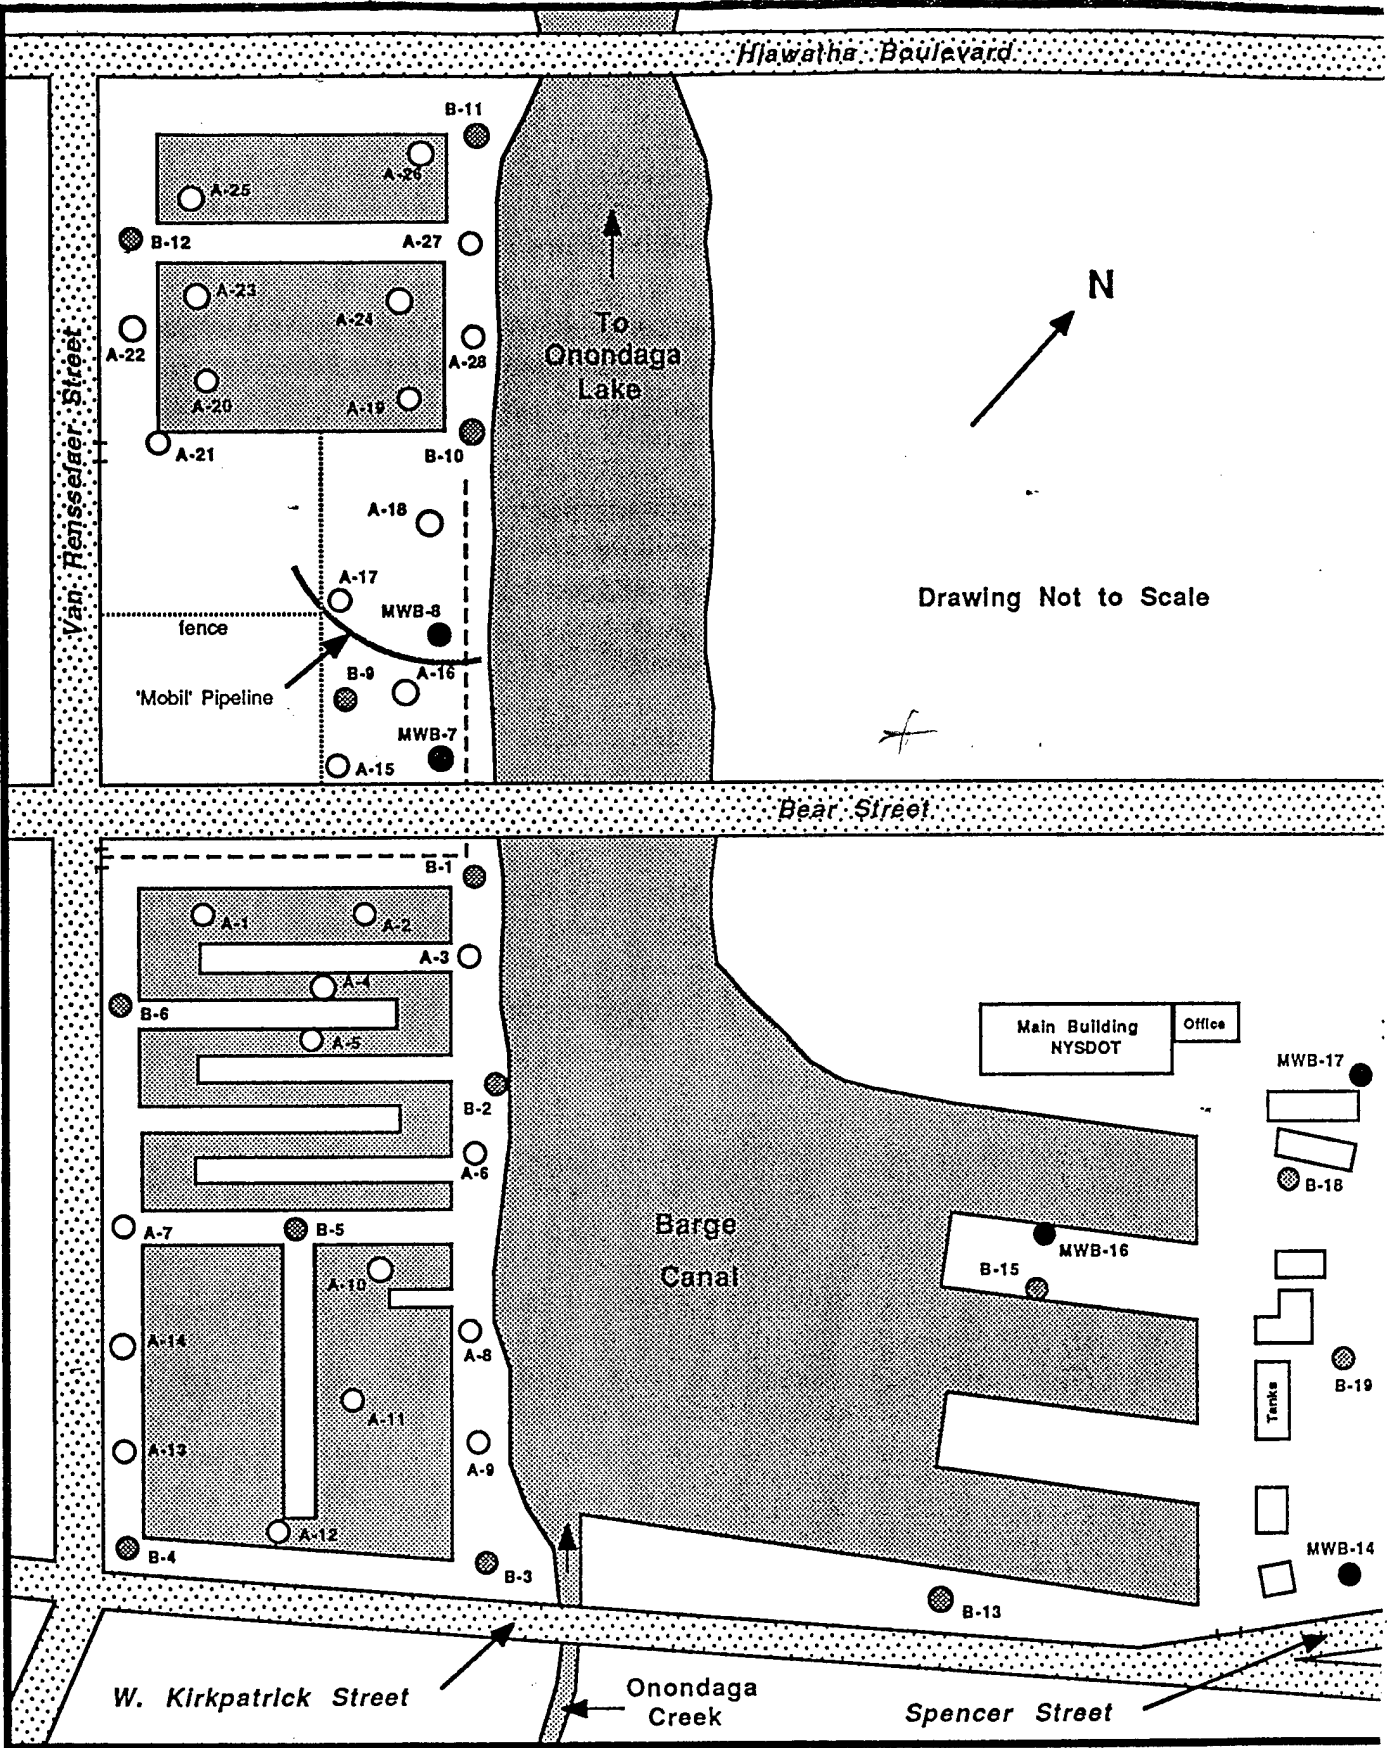 Hiawatha Boulevard
B-11
A-26
A-25
B-12
A-27
A-23
A-24
A-22
A-28
A-20
A-19
A-21
B-10
To
Onondaga
Lake
N
Van Rensselaer Street
A-18
A-17
MWB-8
fence
Drawing Not to Scale
B-9
A-16
'Mobil' Pipeline
MWB-7
A-15
Bear Street
B-1
A-1
A-2
A-3
A-4
B-6
A-5
Main Building
NYSDOT
Office
MWB-17
B-2
A-6
B-18
A-7
B-5
Barge
Canal
MWB-16
B-15
A-10
A-14
A-8
B-19
Tanks
A-11
A-13
A-9
A-12
B-4
B-3
MWB-14
B-13
W. Kirkpatrick Street
Onondaga
Creek
Spencer Street